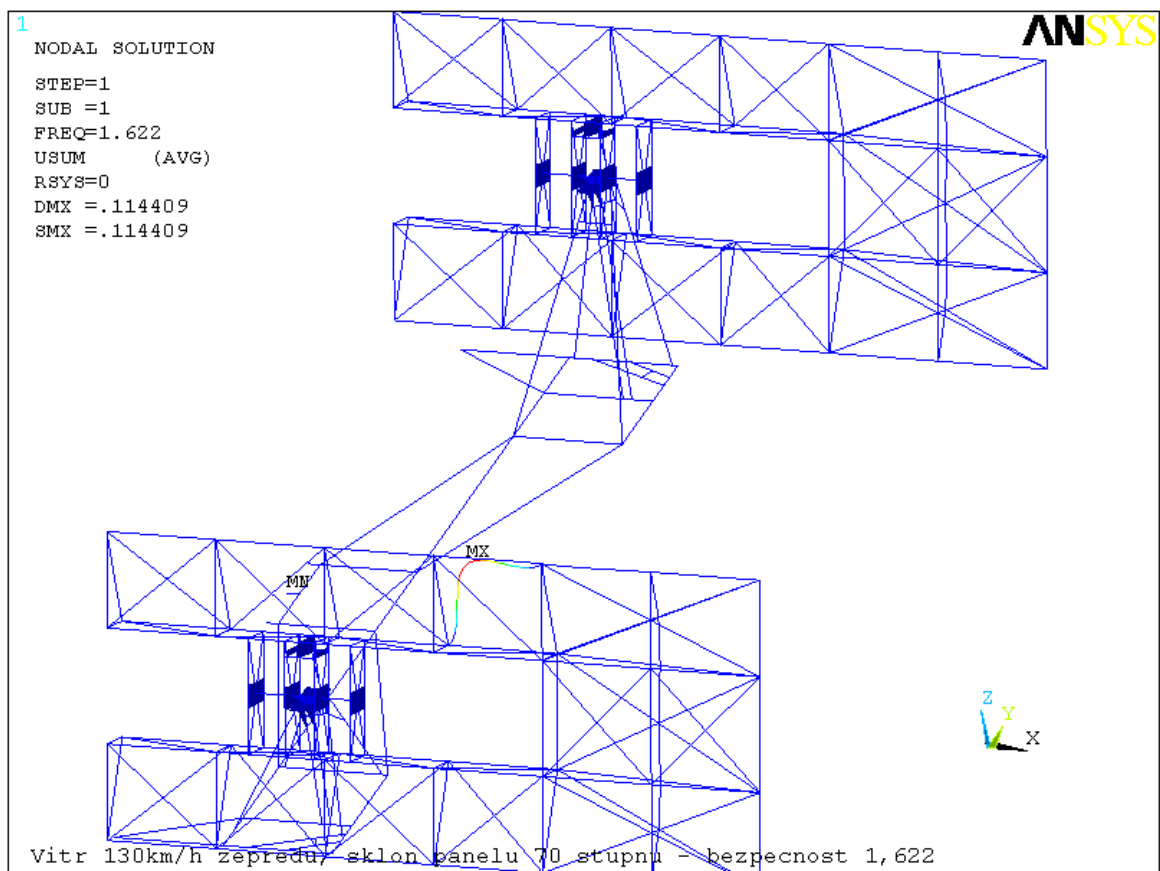 1
ANSYS
NODAL SOLUTION
STEP=1
SUB =1
FREQ=1.622
USUM (AVG)
RSYS=0
DMX =.114409
SMX =.114409
MX
MN
Z
Y
X
Vitr 130km/h zepredu, sklon panelu 70 stupnu - bezpecnost 1,622